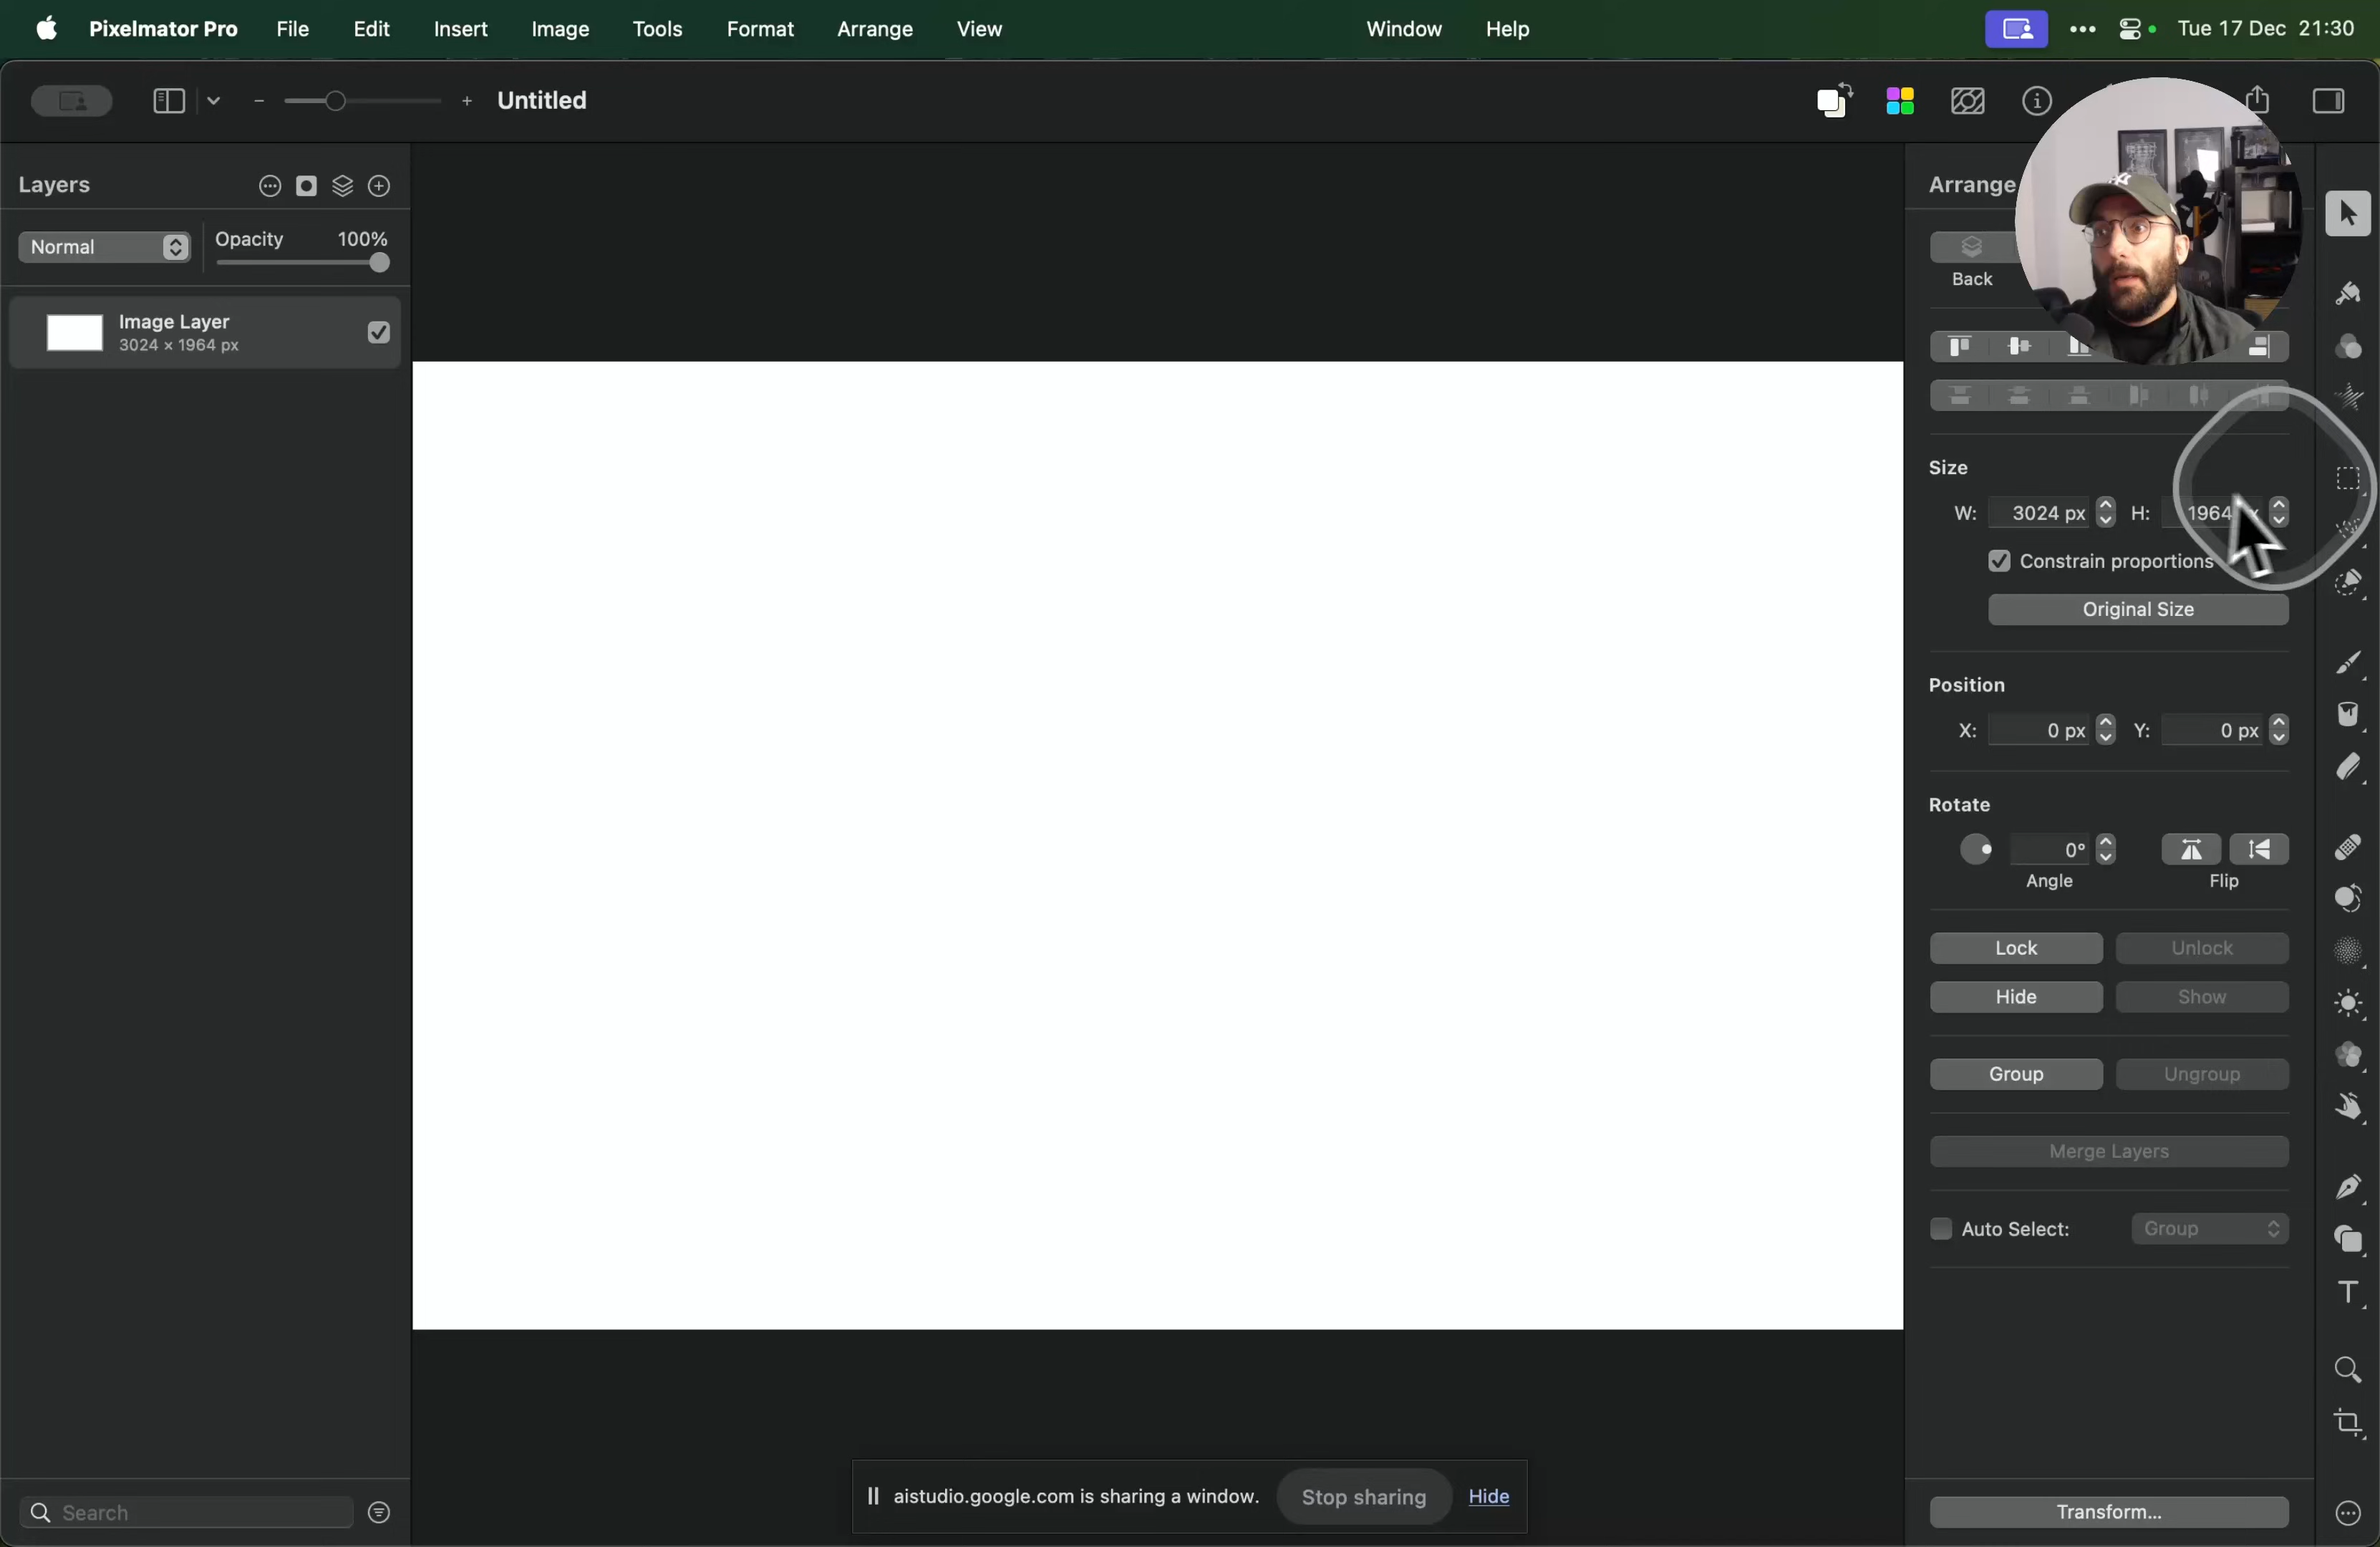 Pixelmator Pro File Edit Insert Image Tools Format Arrange View Window Help Tue 17 Dec 21:30
Untitled
Layers
Normal
Opacity 100%
Image Layer
3024 × 1964 px
Search
Arrange
Back
Size
W: 3024 px H: 1964
Constrain proportions
Original Size
Position
X: 0 px Y: 0 px
Rotate
0°
Angle Flip
Lock Unlock
Hide Show
Group Ungroup
Merge Layers
Auto Select: Group
Transform...
aistudio.google.com is sharing a window. Stop sharing Hide